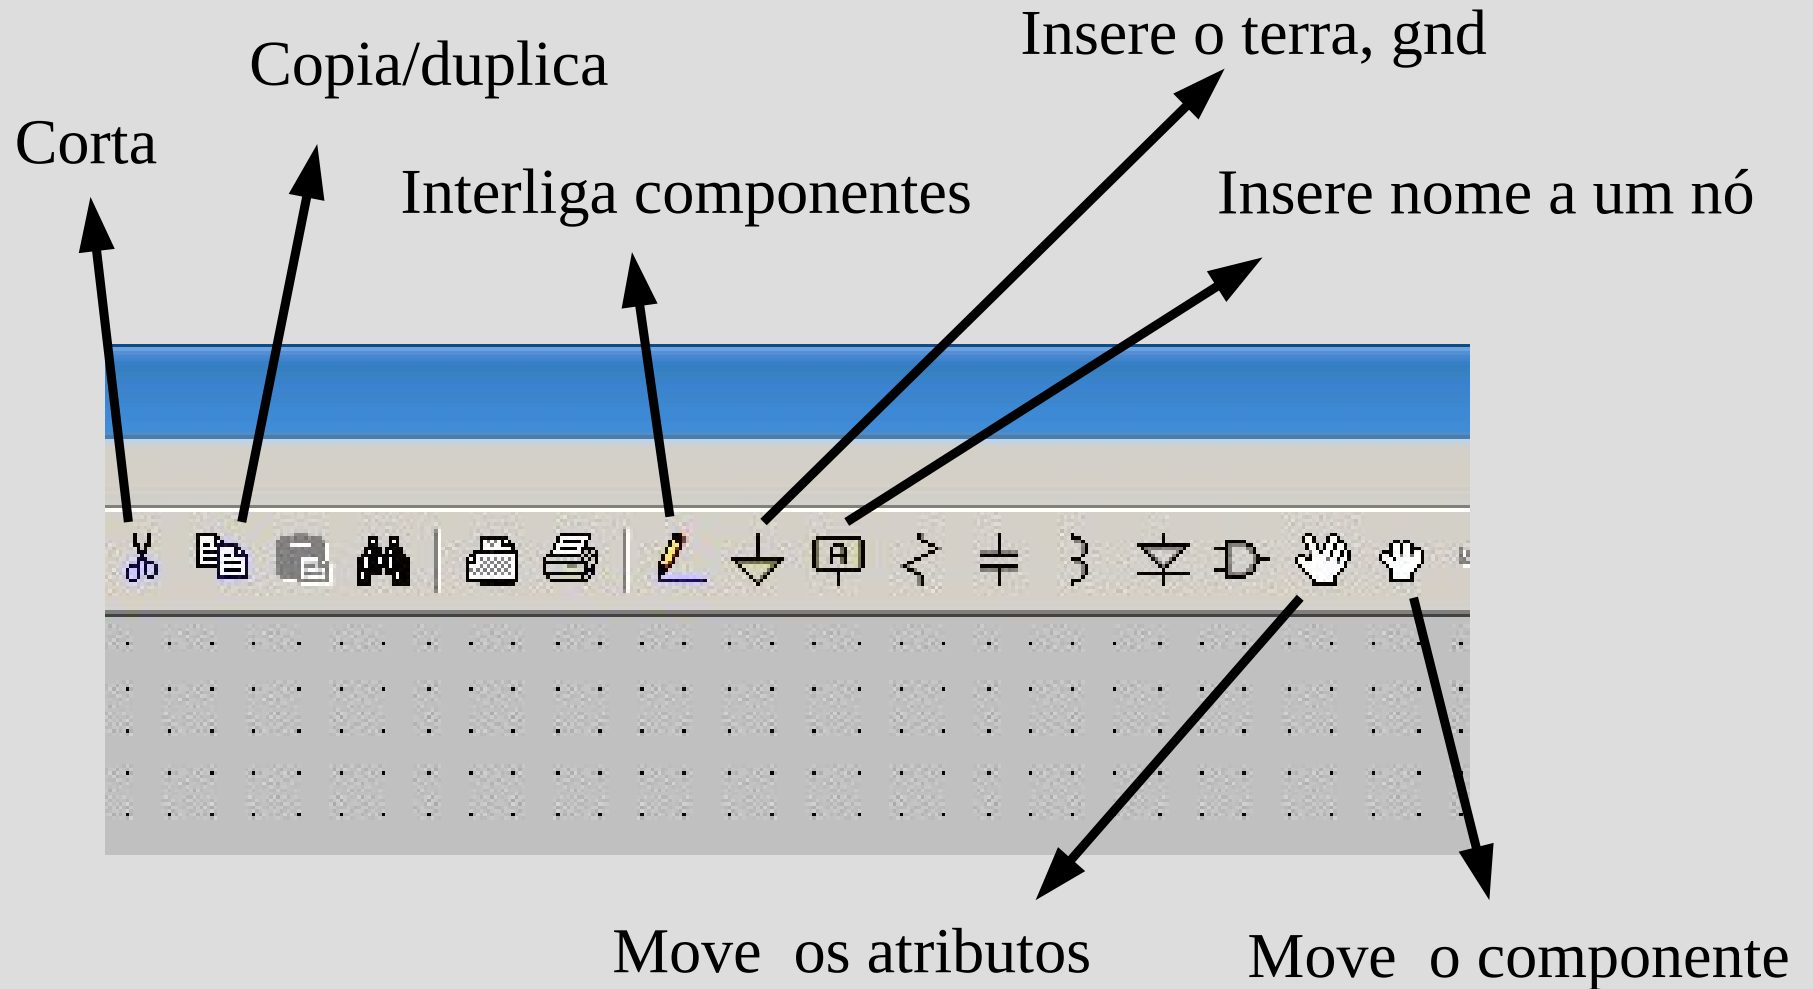 Insere o terra, gnd
Copia/duplica
Corta
Interliga componentes
Insere nome a um nó
A
Move  os atributos
Move  o componente